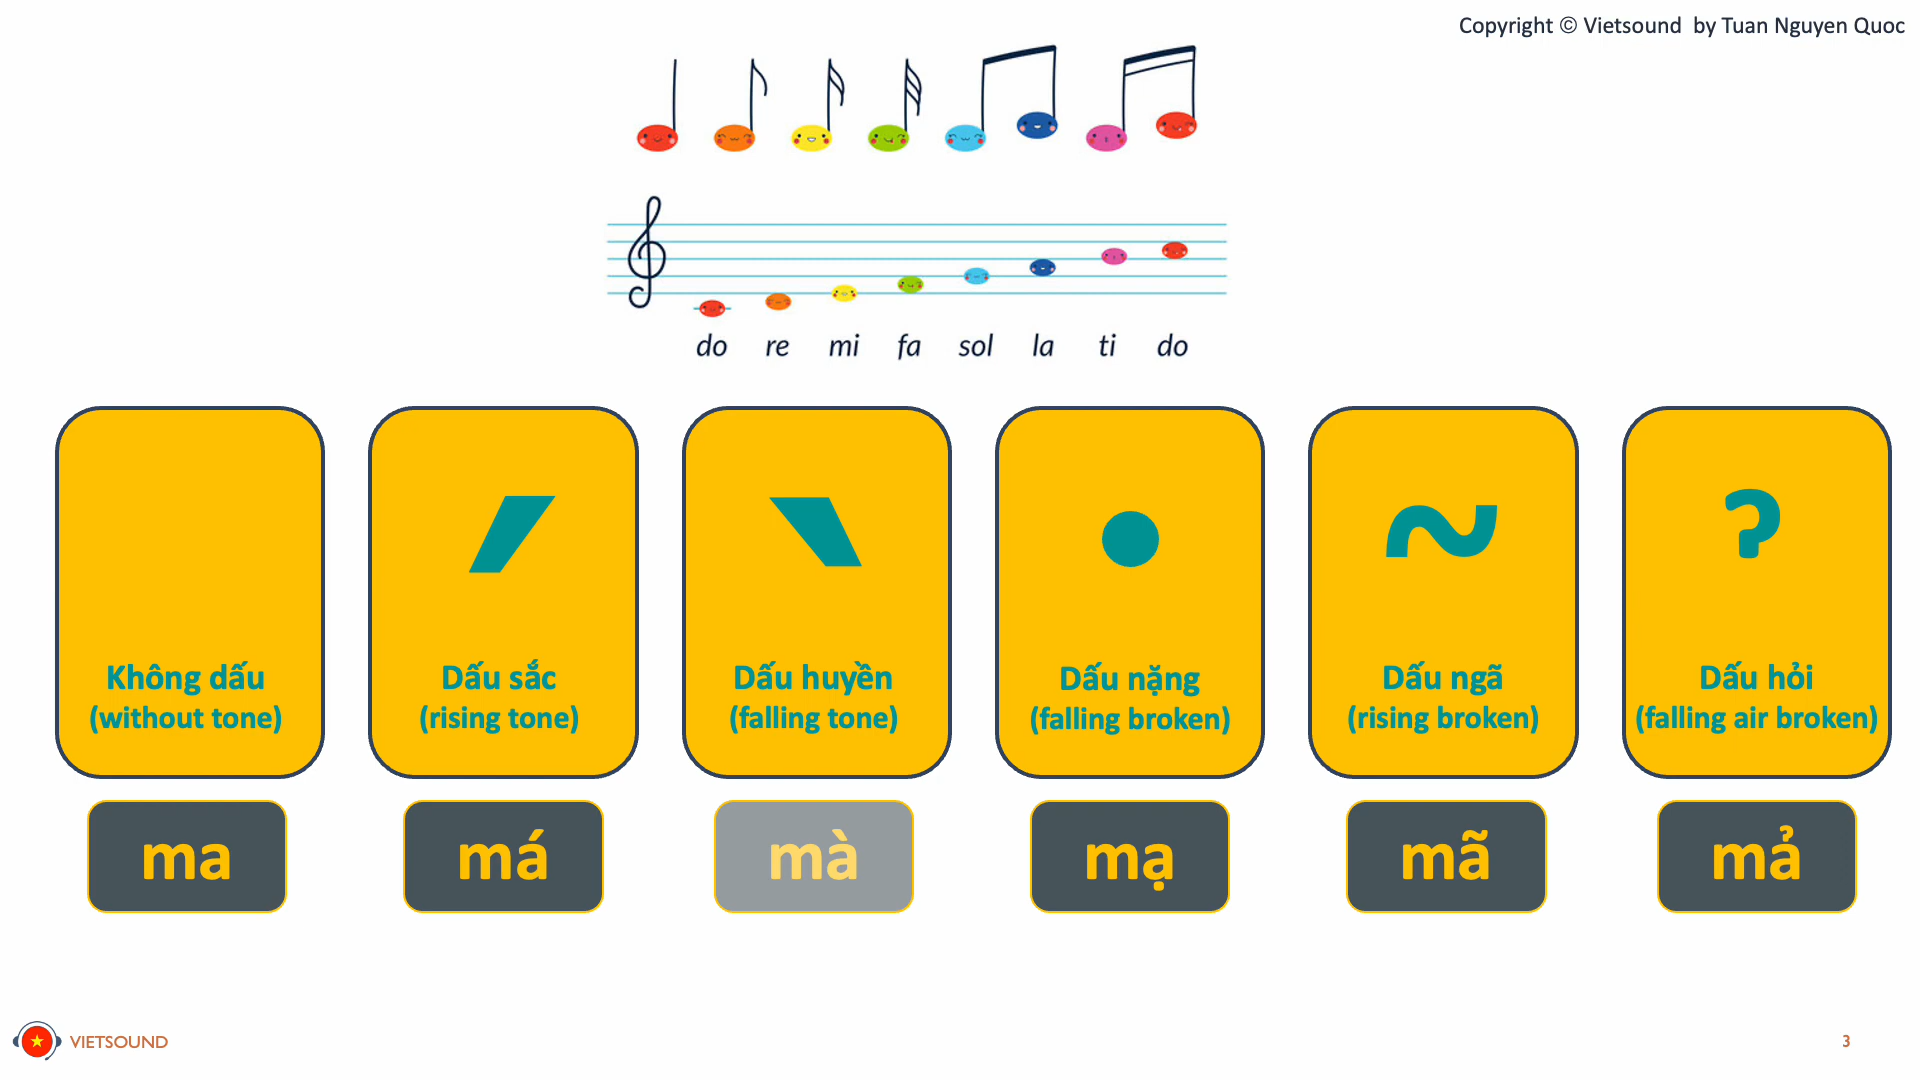 Copyright © Vietsound by Tuan Nguyen Quoc
do re mi fa sol la ti do
Không dấu
(without tone)
Dấu sắc
(rising tone)
Dấu huyền
(falling tone)
Dấu nặng
(falling broken)
Dấu ngã
(rising broken)
Dấu hỏi
(falling air broken)
ma
má
mà
mạ
mã
mả
VIETSOUND
3